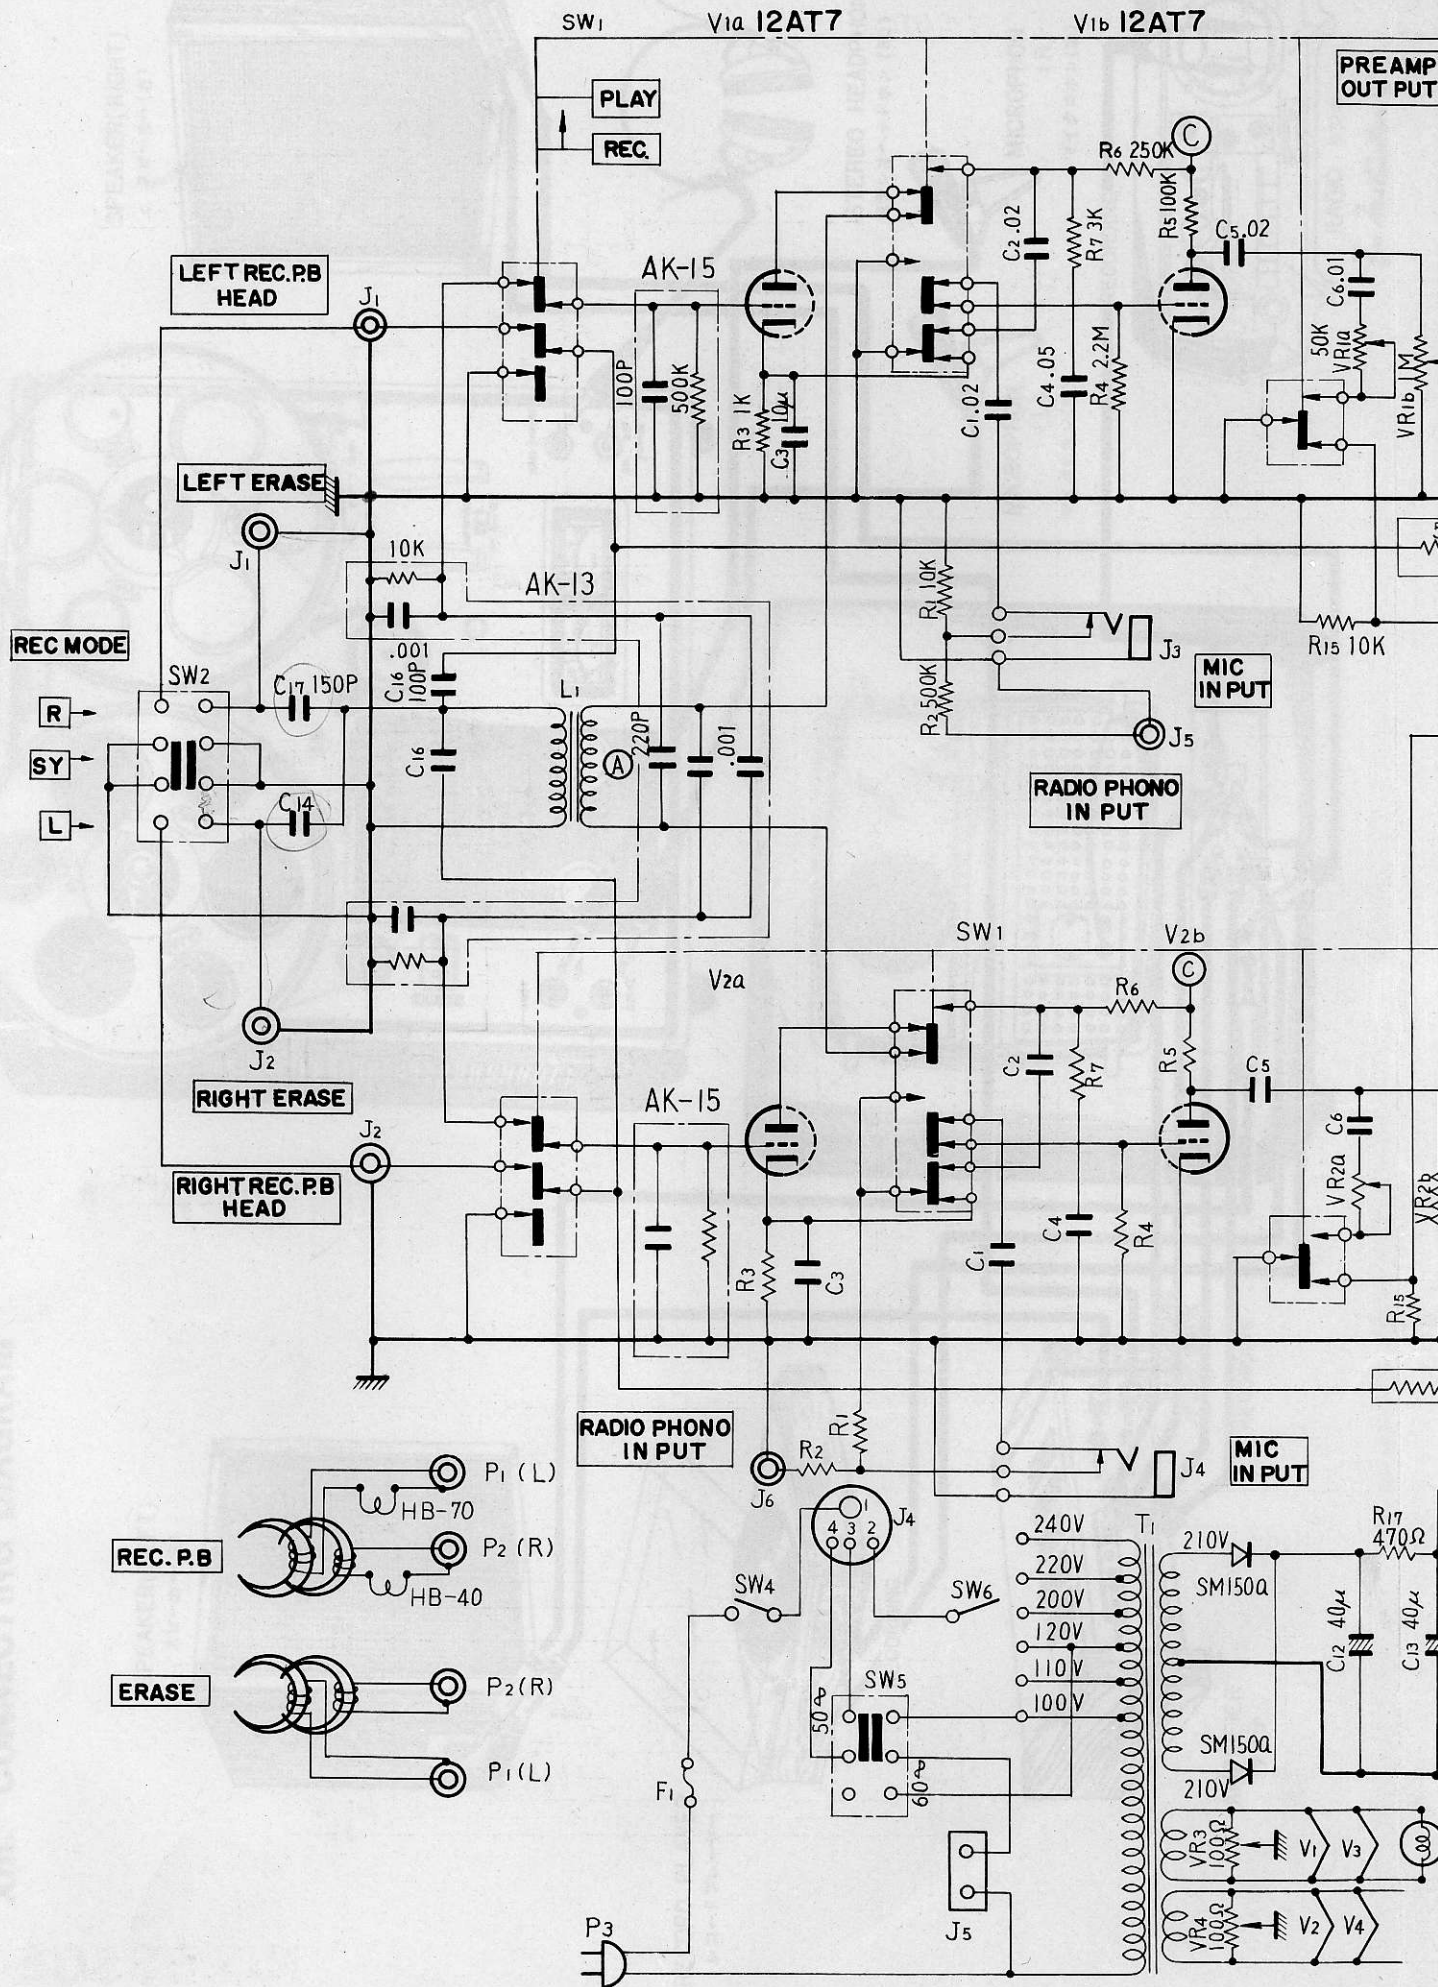 SW1
V1a 12AT7
V1b 12AT7
PREAMP
OUT PUT
PLAY
REC.
C
R6 250K
R5 100K
C5 .02
C2 .02
R7 3K
C6 .01
LEFT REC.P.B
HEAD
J1
AK-15
100P
500K
R3 1K
C3 10μ
C1 .02
C4 .05
R4 2.2M
50K
VR1a
VR1b 1M
LEFT ERASE
J1
10K
AK-13
R1 10K
R15 10K
REC MODE
.001
J3
MIC
IN PUT
SW2
C17 150P
C16
100P
L1
R2 500K
R
SY
L
C16
A
220P
.001
J5
C14
RADIO PHONO
IN PUT
SW1
V2b
V2a
C
R6
J2
RIGHT ERASE
C2
R7
R5
C5
AK-15
J2
RIGHT REC.P.B
HEAD
C6
VR2a
VR2b
R3
C3
C1
C4
R4
R15
RADIO PHONO
IN PUT
R1
R2
J6
J4
MIC
IN PUT
P1 (L)
HB-70
REC. P.B
P2 (R)
HB-40
1
4 3 2
J4
240V
220V
200V
120V
110V
100V
T1
210V
SM150a
R17
470Ω
C12 40μ
C13 40μ
SW4
SW6
ERASE
P2(R)
P1(L)
SW5
50
60
F1
SM150a
210V
VR3
100Ω
V1
V3
J5
VR4
100Ω
V2
V4
P3